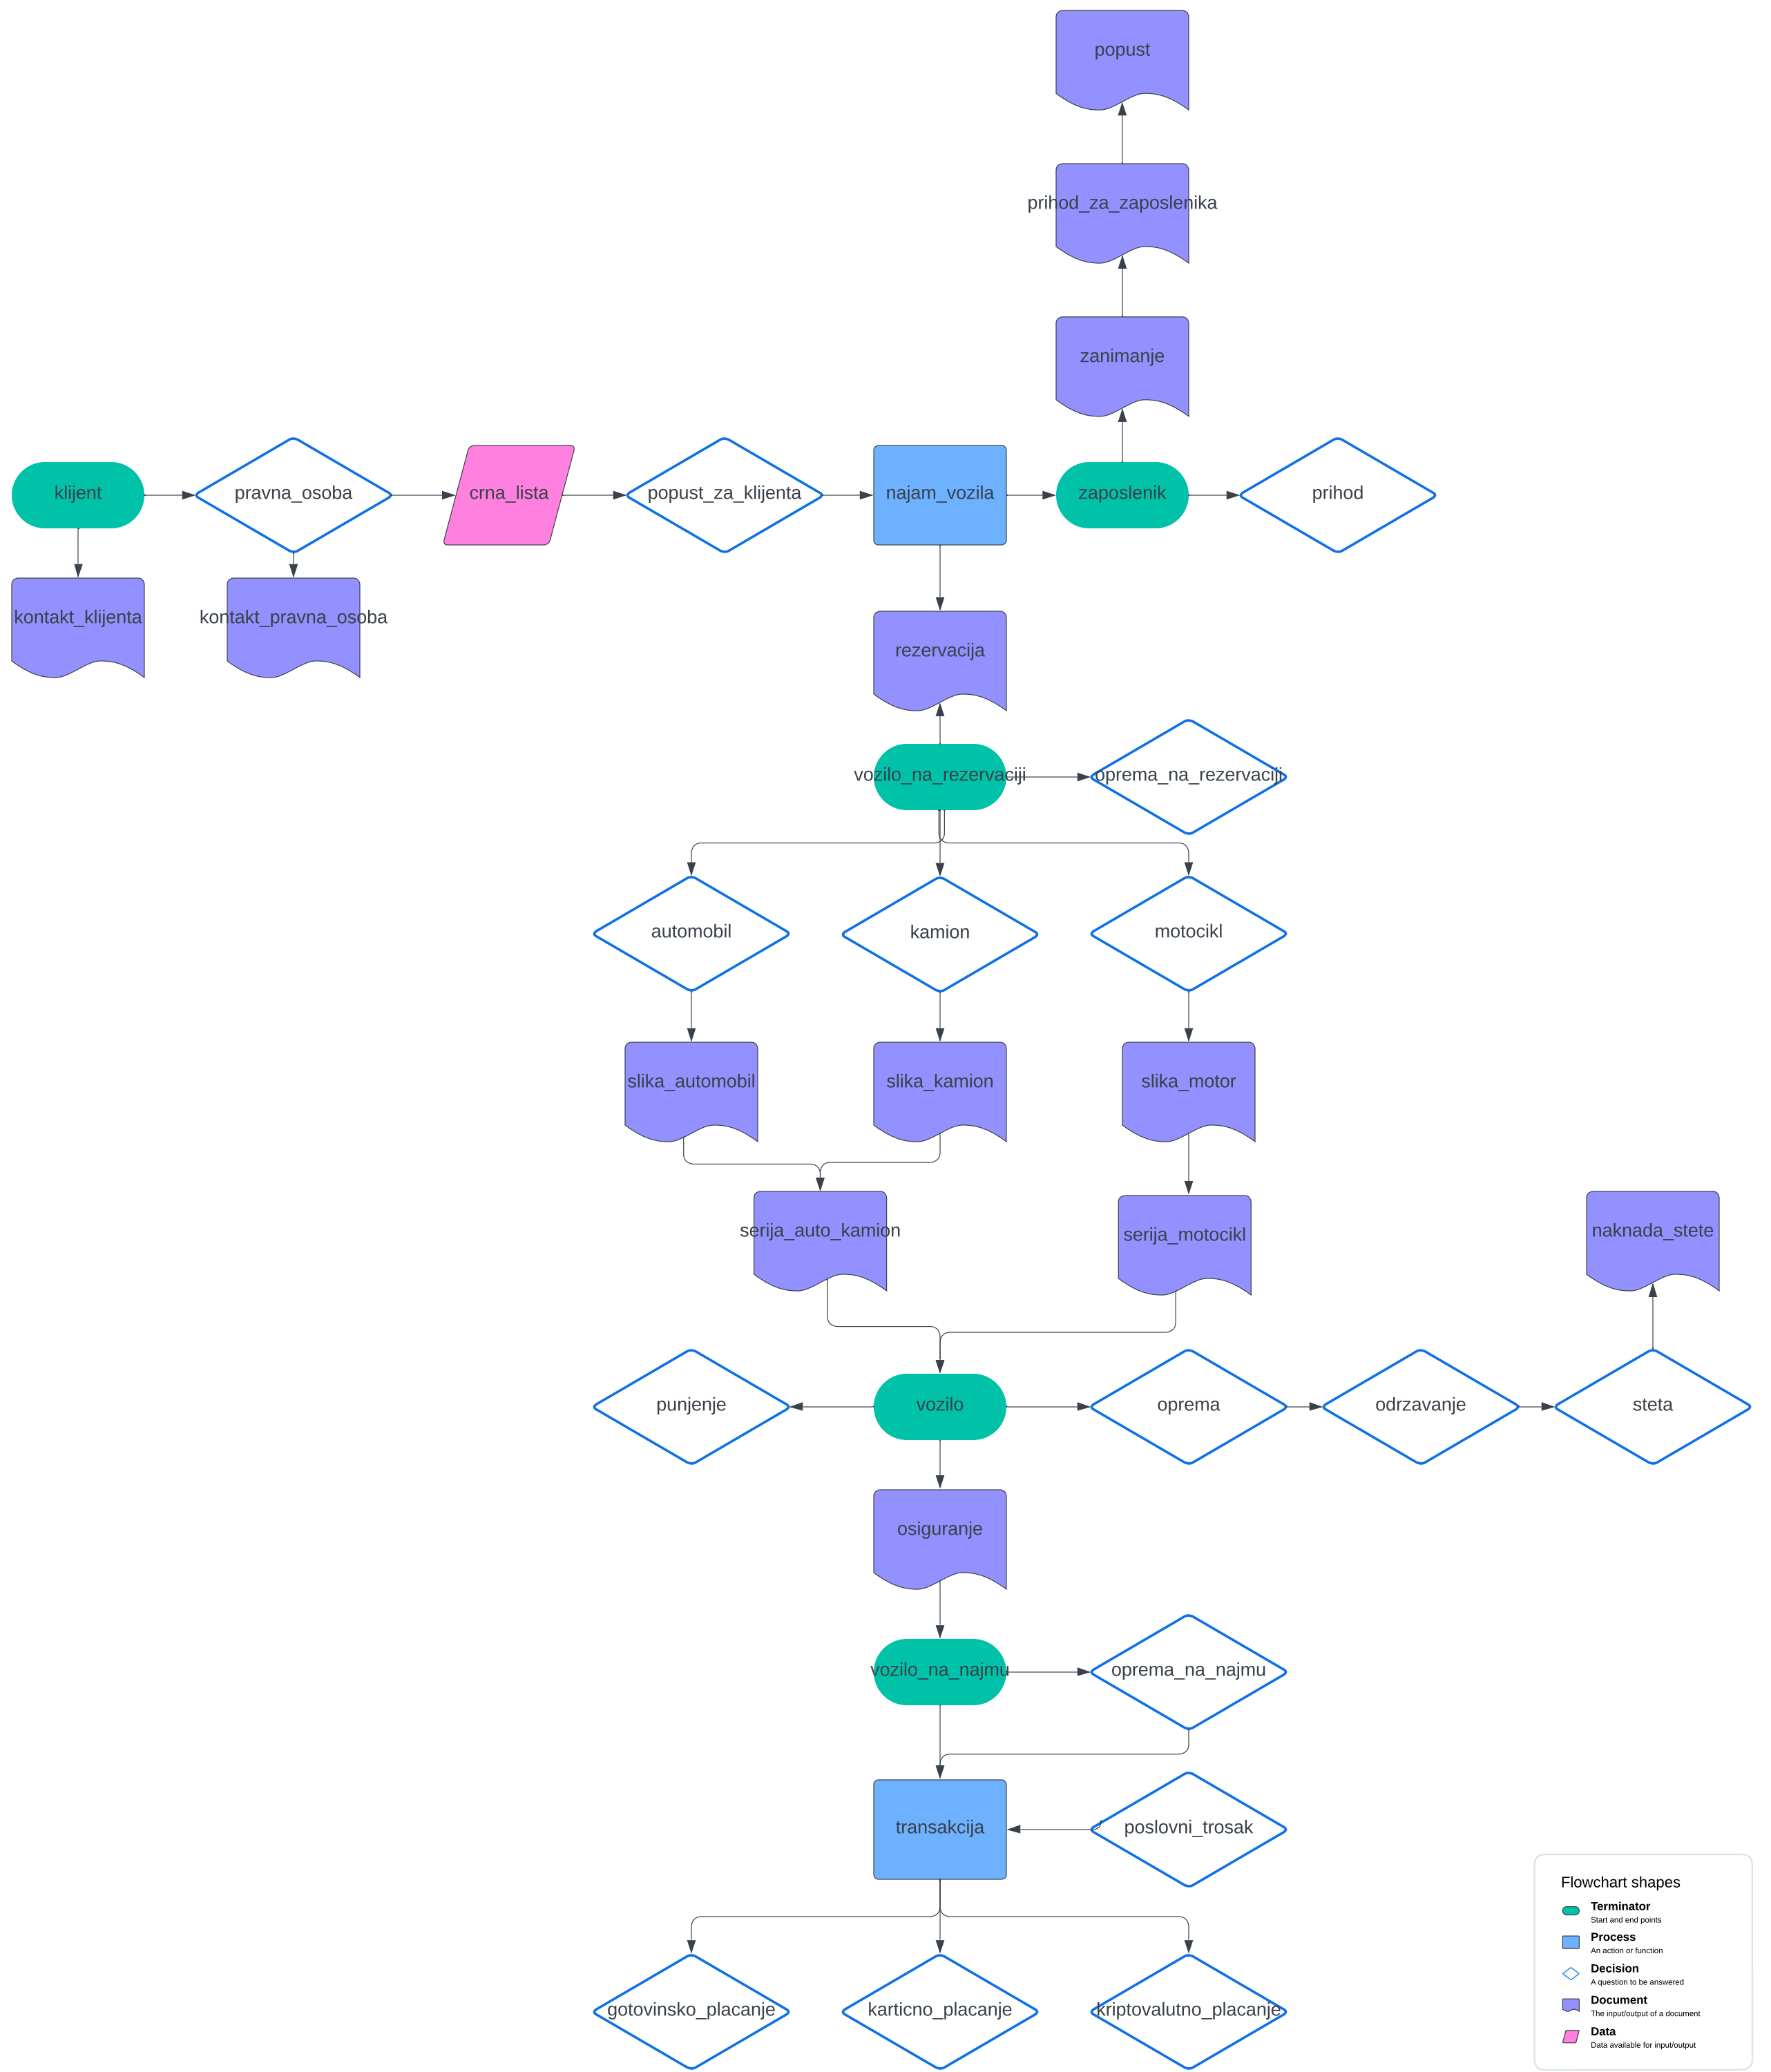 popust
prihod_za_zaposlenika
zanimanje
klijent
pravna_osoba
crna_lista
popust_za_klijenta
najam_vozila
zaposlenik
prihod
kontakt_klijenta
kontakt_pravna_osoba
rezervacija
vozilo_na_rezervaciji
oprema_na_rezervaciji
automobil
kamion
motocikl
slika_automobil
slika_kamion
slika_motor
serija_auto_kamion
serija_motocikl
naknada_stete
punjenje
vozilo
oprema
odrzavanje
steta
osiguranje
vozilo_na_najmu
oprema_na_najmu
transakcija
poslovni_trosak
gotovinsko_placanje
karticno_placanje
kriptovalutno_placanje
Flowchart shapes
Terminator
Start and end points
Process
An action or function
Decision
A question to be answered
Document
The input/output of a document
Data
Data available for input/output